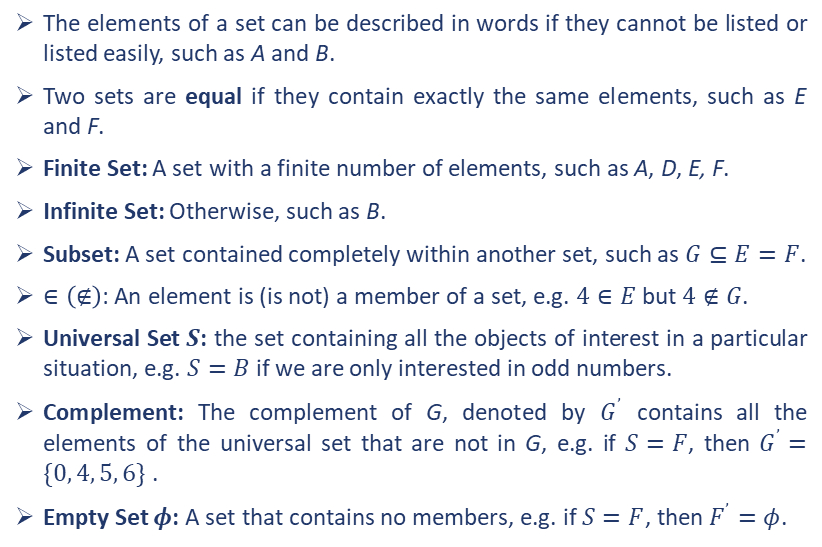 ➢ The elements of a set can be described in words if they cannot be listed or
listed easily, such as A and B.
➢ Two sets are equal if they contain exactly the same elements, such as E
and F.
➢ Finite Set: A set with a finite number of elements, such as A, D, E, F.
➢ Infinite Set: Otherwise, such as B.
➢ Subset: A set contained completely within another set, such as G ⊆ E = F.
➢ ∈ (∉): An element is (is not) a member of a set, e.g. 4 ∈ E but 4 ∉ G.
➢ Universal Set S: the set containing all the objects of interest in a particular
situation, e.g. S = B if we are only interested in odd numbers.
➢ Complement: The complement of G, denoted by G′ contains all the
elements of the universal set that are not in G, e.g. if S = F, then G′ =
{0, 4, 5, 6} .
➢ Empty Set ϕ: A set that contains no members, e.g. if S = F, then F′ = ϕ.